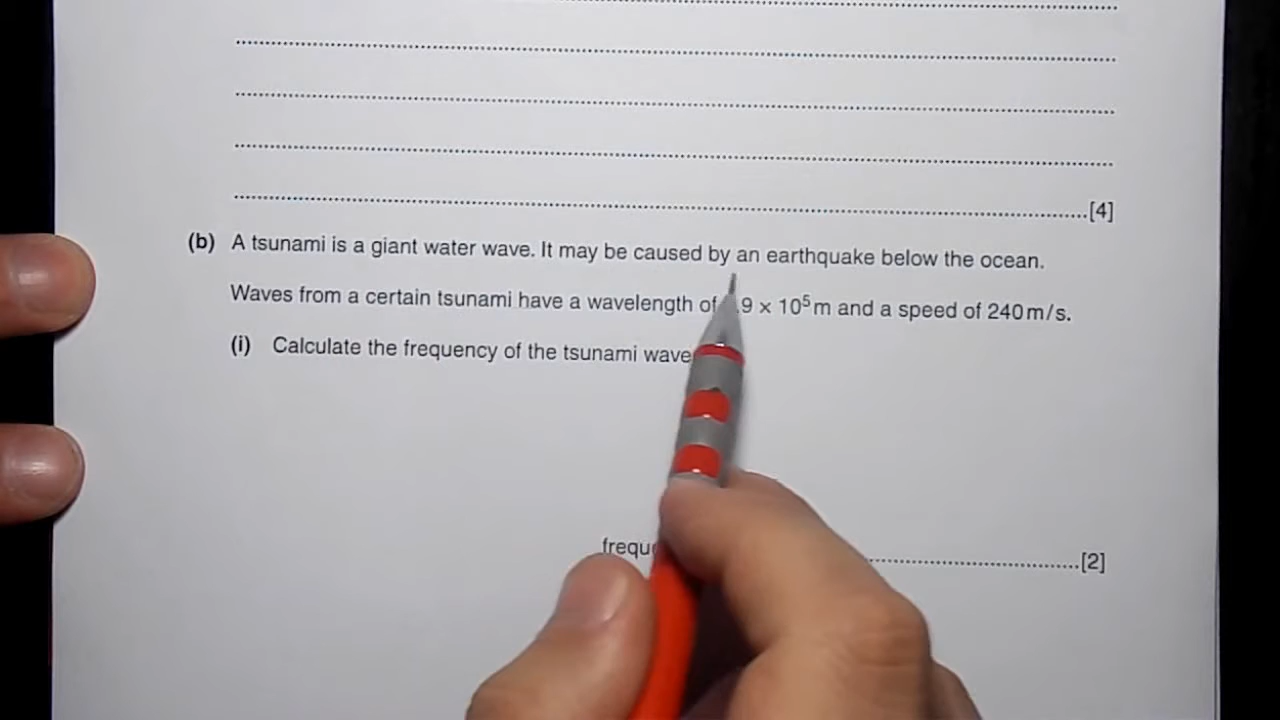 [4]
(b) A tsunami is a giant water wave. It may be caused by an earthquake below the ocean.
Waves from a certain tsunami have a wavelength of .9 × 10⁵ m and a speed of 240 m/s.
(i) Calculate the frequency of the tsunami wave
[2]